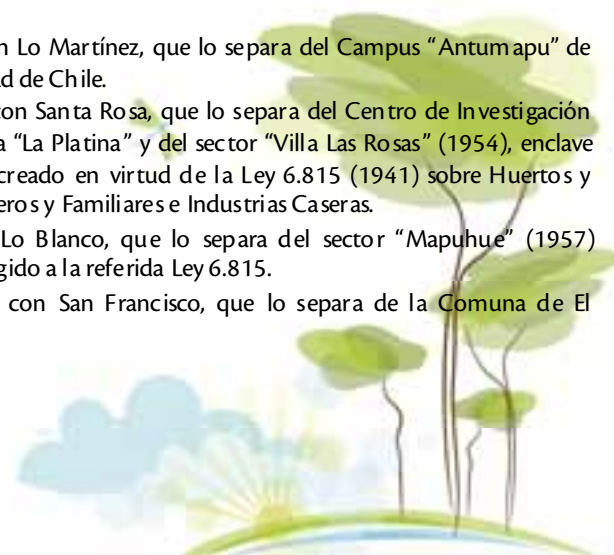 n Lo Martínez, que lo separa del Campus “Antumapu” de
ad de Chile.
con Santa Rosa, que lo separa del Centro de Investigación
a “La Platina” y del sector “Villa Las Rosas” (1954), enclave
creado en virtud de la Ley 6.815 (1941) sobre Huertos y
eros y Familiares e Industrias Caseras.
Lo Blanco, que lo separa del sector “Mapuhue” (1957)
gido a la referida Ley 6.815.
con San Francisco, que lo separa de la Comuna de El